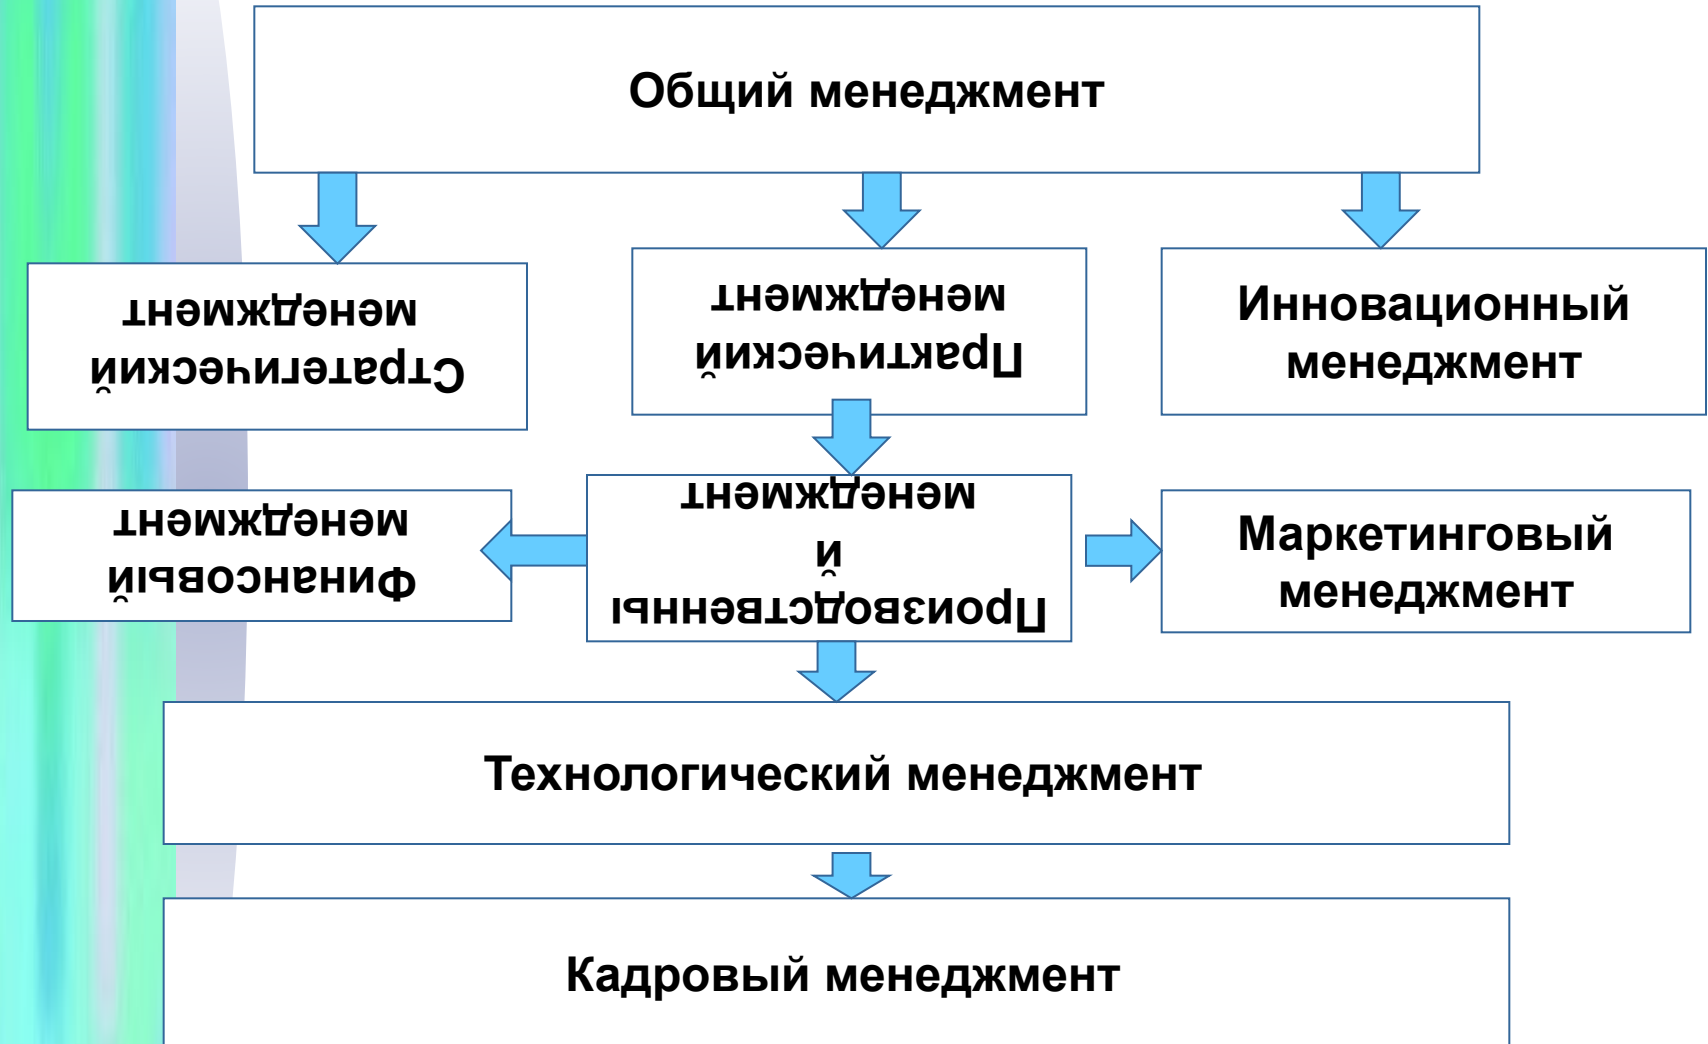 Общий менеджмент
Стратегический
менеджмент
Практический
менеджмент
Инновационный
менеджмент
Финансовый
менеджмент
Производственны
й
менеджмент
Маркетинговый
менеджмент
Технологический менеджмент
Кадровый менеджмент